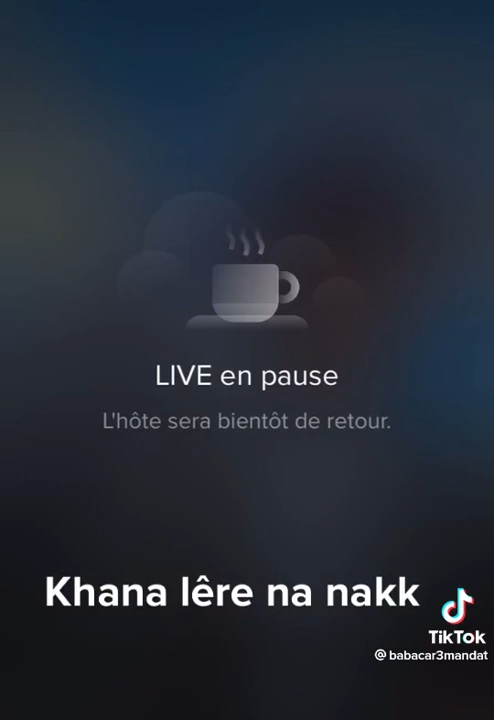 LIVE en pause
L'hôte sera bientôt de retour.
Khana lêre na nakk
TikTok
@babacar3mandat